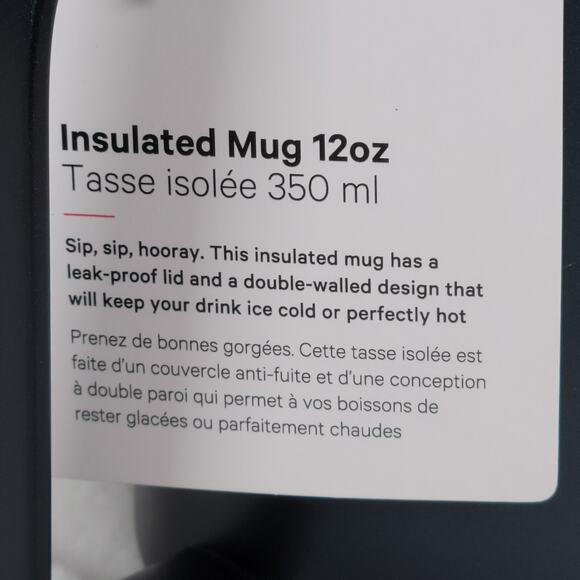 Insulated Mug 12oz
Tasse isolée 350 ml
Sip, sip, hooray. This insulated mug has a
leak-proof lid and a double-walled design that
will keep your drink ice cold or perfectly hot
Prenez de bonnes gorgées. Cette tasse isolée est
faite d'un couvercle anti-fuite et d'une conception
à double paroi qui permet à vos boissons de
rester glacées ou parfaitement chaudes